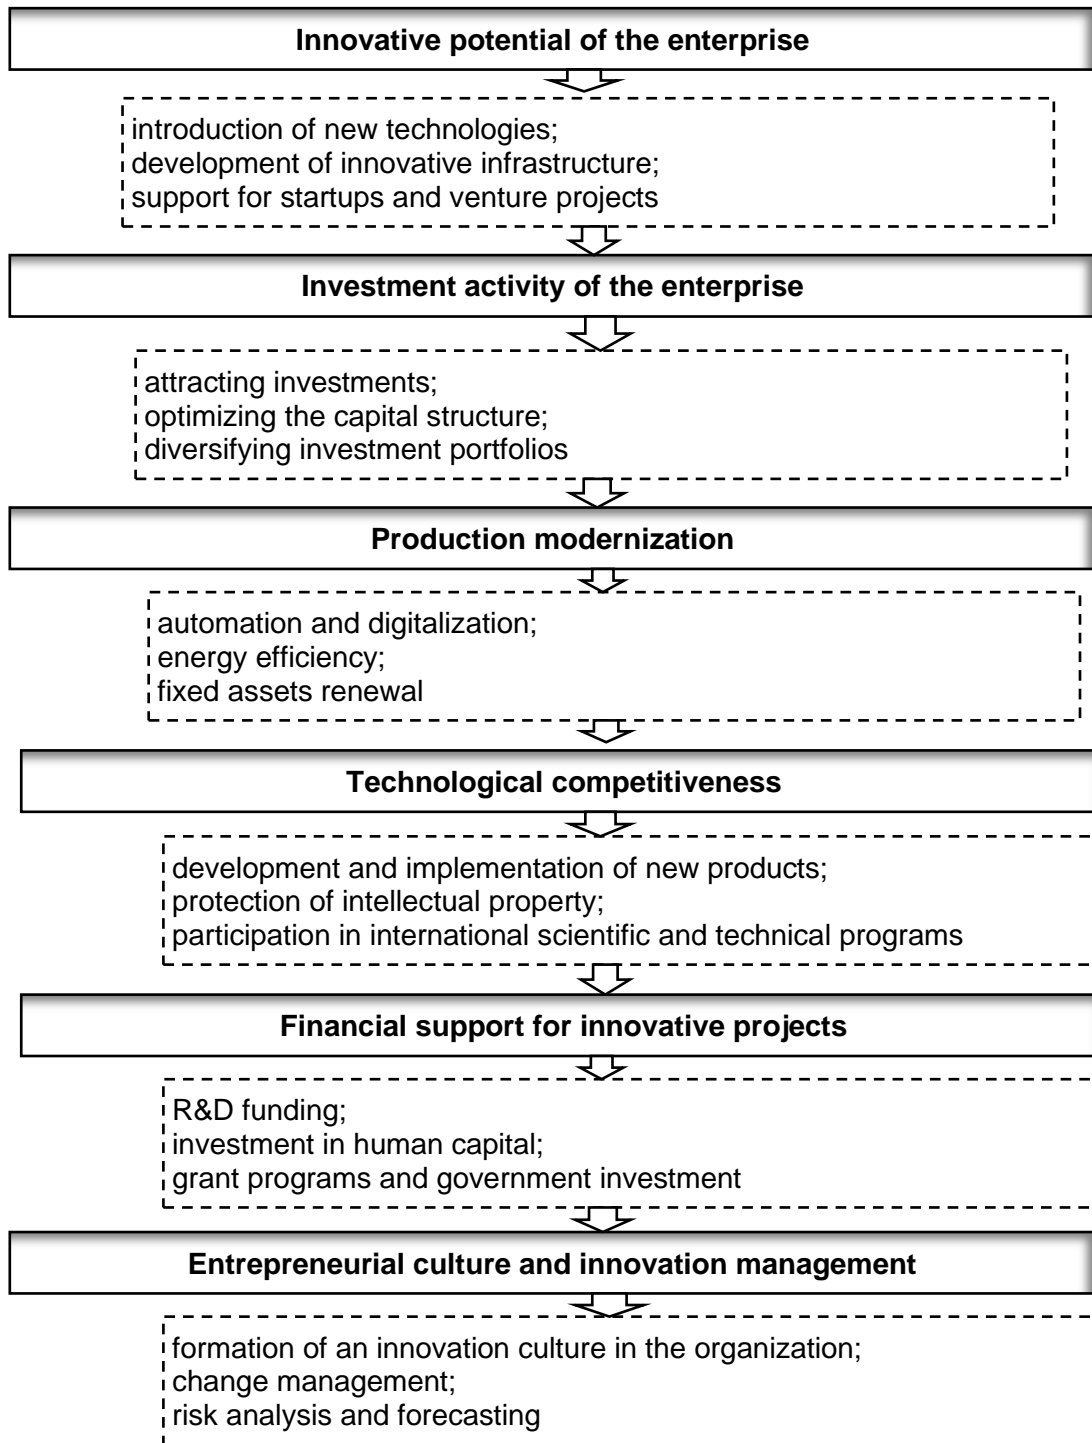 Innovative potential of the enterprise
introduction of new technologies;
development of innovative infrastructure;
support for startups and venture projects
Investment activity of the enterprise
attracting investments;
optimizing the capital structure;
diversifying investment portfolios
Production modernization
automation and digitalization;
energy efficiency;
fixed assets renewal
Technological competitiveness
development and implementation of new products;
protection of intellectual property;
participation in international scientific and technical programs
Financial support for innovative projects
R&D funding;
investment in human capital;
grant programs and government investment
Entrepreneurial culture and innovation management
formation of an innovation culture in the organization;
change management;
risk analysis and forecasting